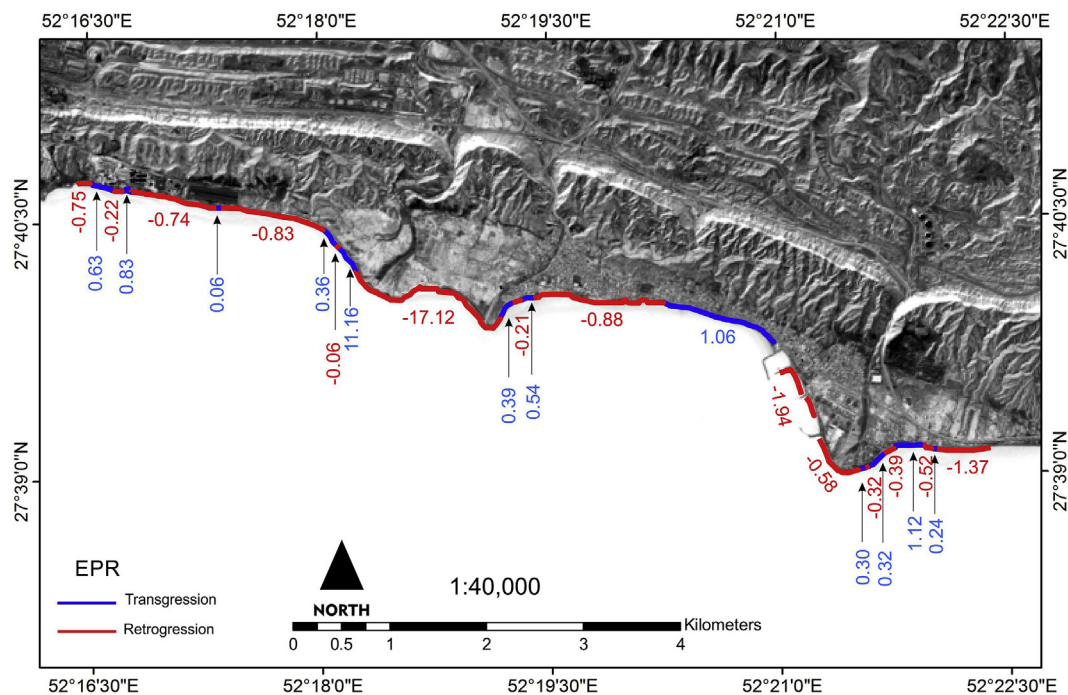 52°16'30"E 52°18'0"E 52°19'30"E 52°21'0"E 52°22'30"E
27°40'30"N
27°40'30"N
-0.75
0.63
-0.22
0.83
-0.74
0.06
-0.83
0.36
-0.06
11.16
-17.12
0.39
-0.21
0.54
-0.88
1.06
-1.94
-0.58
0.30
-0.32
0.32
-0.39
1.12
-0.52
0.24
-1.37
27°39'0"N
27°39'0"N
EPR
Transgression
Retrogression
NORTH
1:40,000
Kilometers
0 0.5 1 2 3 4
52°16'30"E 52°18'0"E 52°19'30"E 52°21'0"E 52°22'30"E